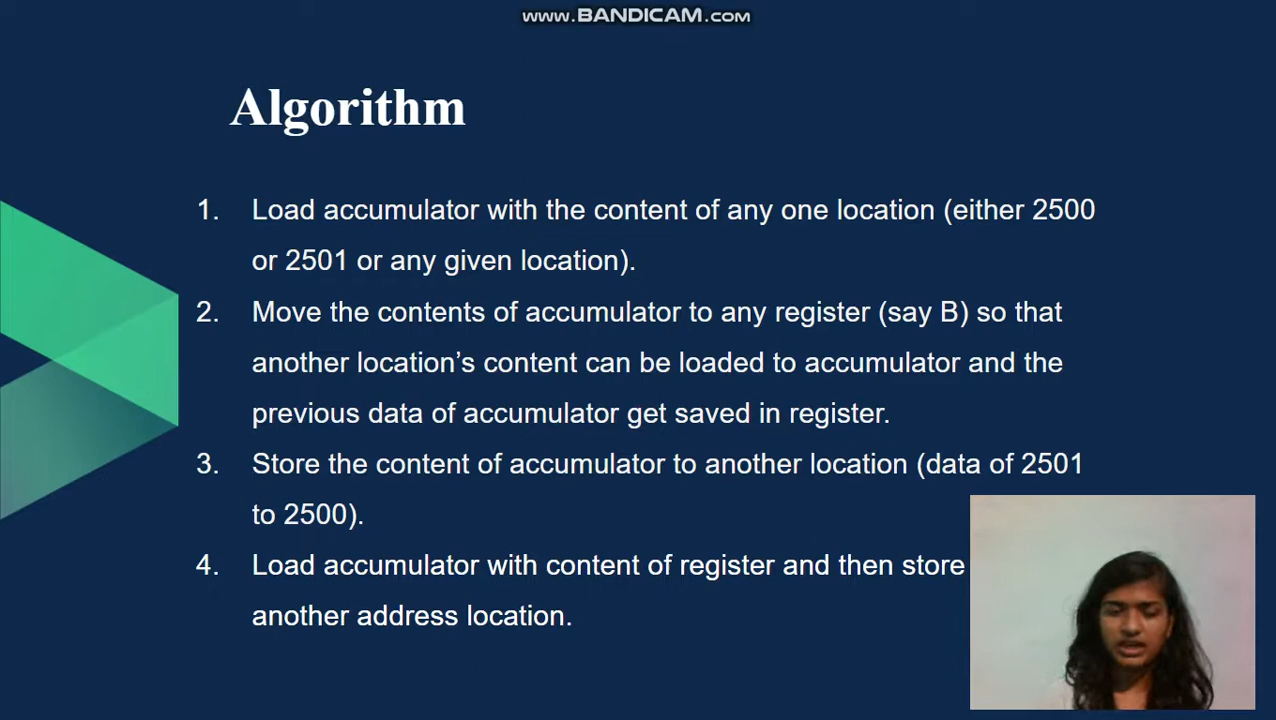 www.BANDICAM.com
Algorithm
1. Load accumulator with the content of any one location (either 2500
or 2501 or any given location).
2. Move the contents of accumulator to any register (say B) so that
another location’s content can be loaded to accumulator and the
previous data of accumulator get saved in register.
3. Store the content of accumulator to another location (data of 2501
to 2500).
4. Load accumulator with content of register and then store
another address location.